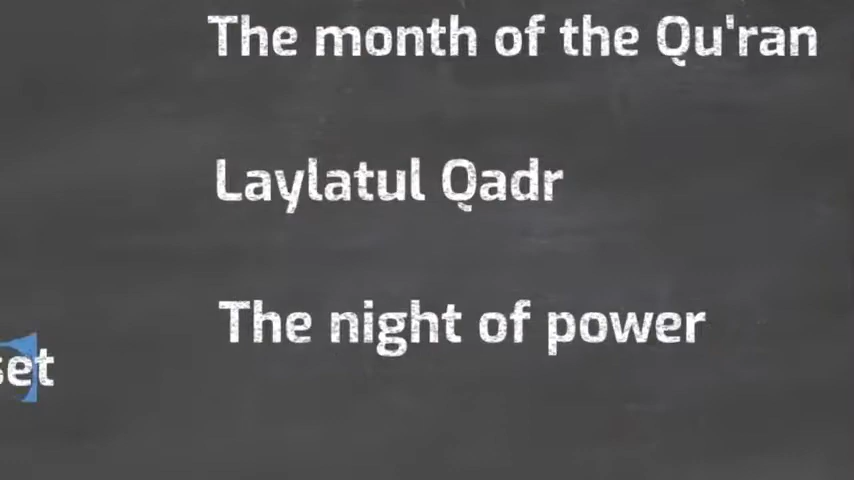 The month of the Qu'ran
Laylatul Qadr
The night of power
set